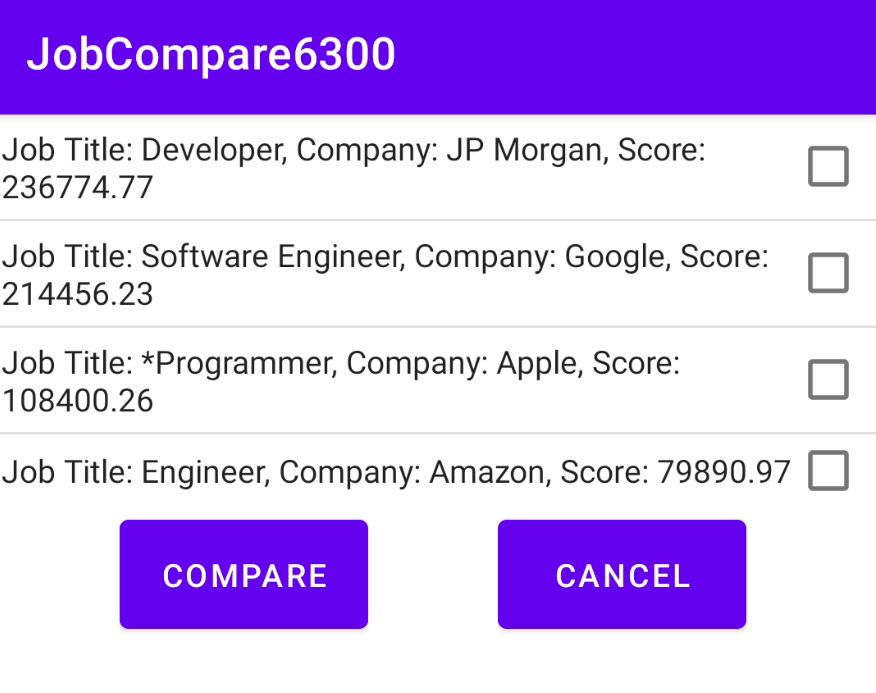 JobCompare6300
Job Title: Developer, Company: JP Morgan, Score:
236774.77
Job Title: Software Engineer, Company: Google, Score:
214456.23
Job Title: *Programmer, Company: Apple, Score:
108400.26
Job Title: Engineer, Company: Amazon, Score: 79890.97
COMPARE
CANCEL